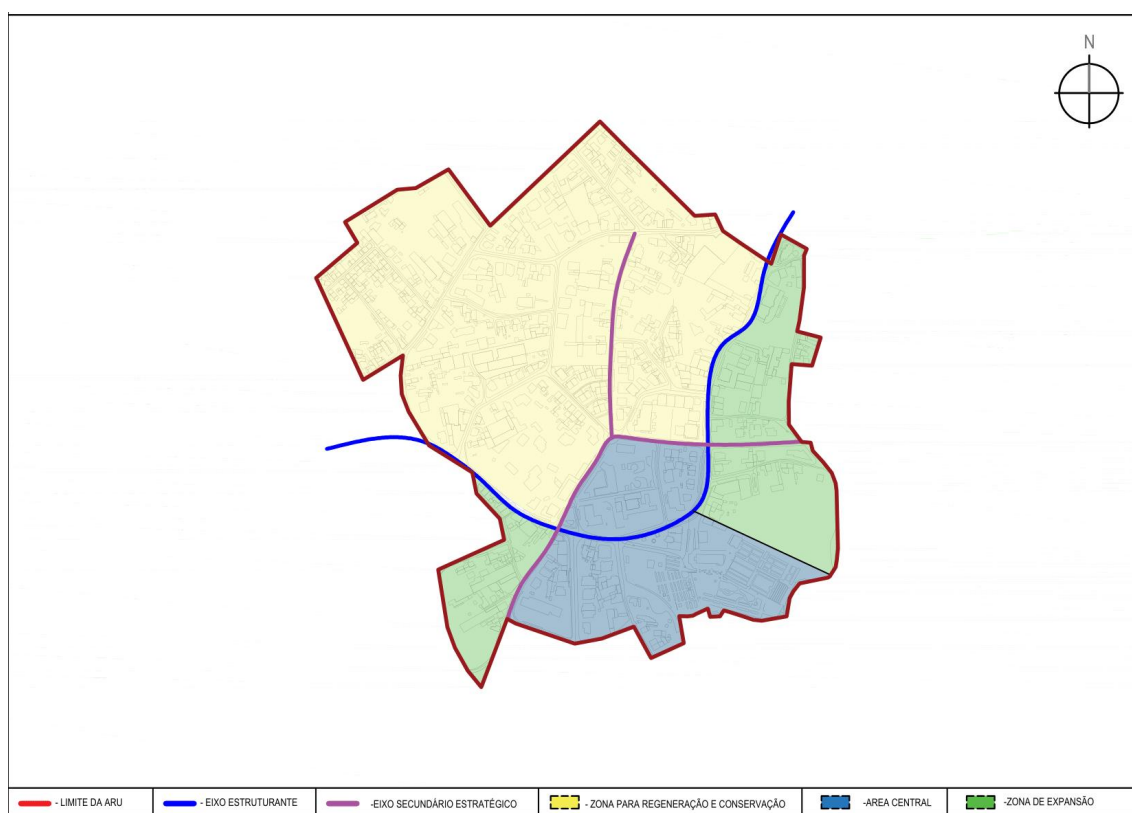 N
- LIMITE DA ARU
- EIXO ESTRUTURANTE
-EIXO SECUNDÁRIO ESTRATÉGICO
- ZONA PARA REGENERAÇÃO E CONSERVAÇÃO
-AREA CENTRAL
-ZONA DE EXPANSÃO